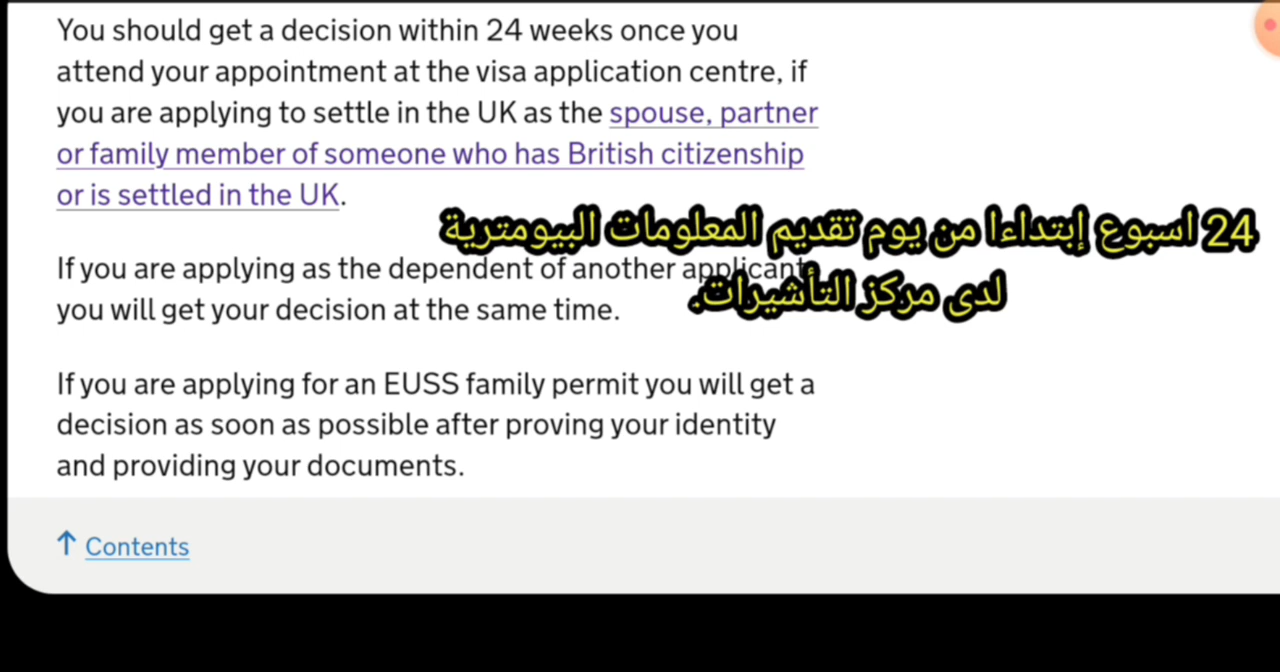 You should get a decision within 24 weeks once you
attend your appointment at the visa application centre, if
you are applying to settle in the UK as the spouse, partner
or family member of someone who has British citizenship
or is settled in the UK.
24 اسبوع إبتداءا من يوم تقديم المعلومات البيومترية
لدى مركز التأشيرات.
If you are applying as the dependent of another applicant
you will get your decision at the same time.
If you are applying for an EUSS family permit you will get a
decision as soon as possible after proving your identity
and providing your documents.
↑ Contents